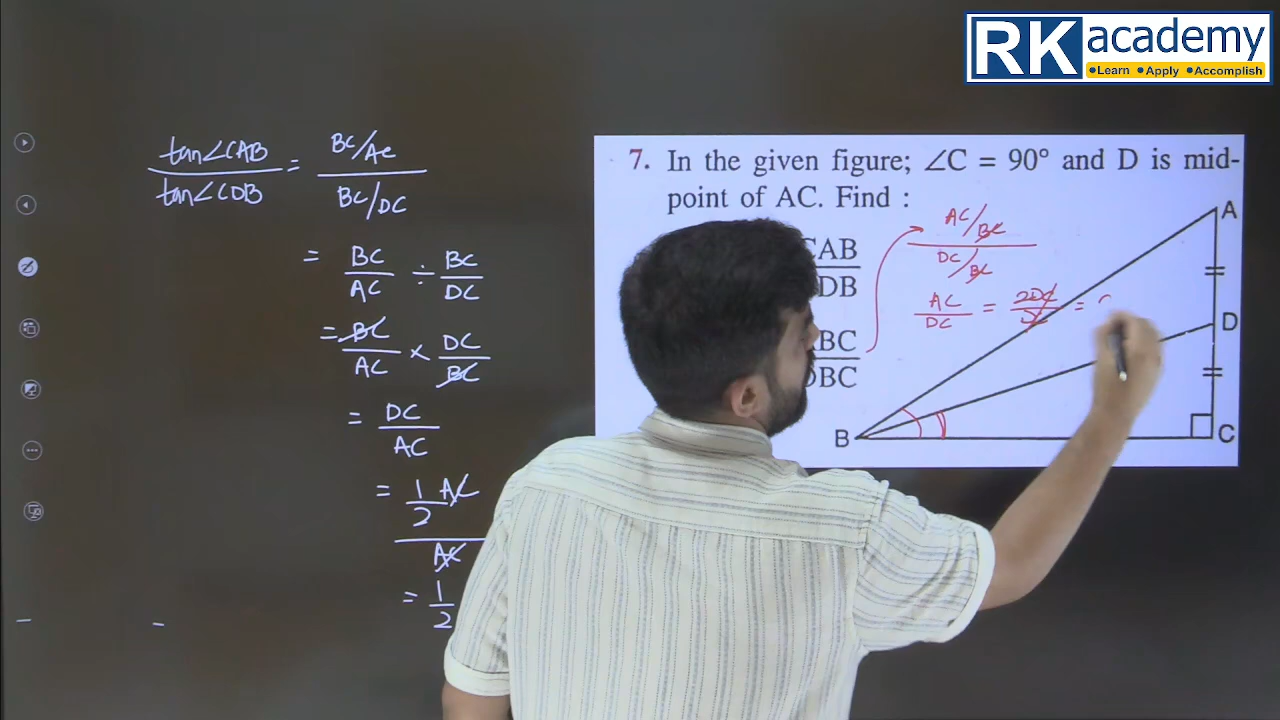 RK academy
•Learn •Apply •Accomplish
tan∠CAB / tan∠CDB = BC/AC / BC/DC
= BC/AC ÷ BC/DC
= BC/AC × DC/BC
= DC/AC
= 1/2 AC / AC
= 1/2
7. In the given figure; ∠C = 90° and D is mid-
point of AC. Find :
CAB
DB
BC
DBC
AC/BC / DC/BC
AC/DC = 2DC / =
A
D
B
C